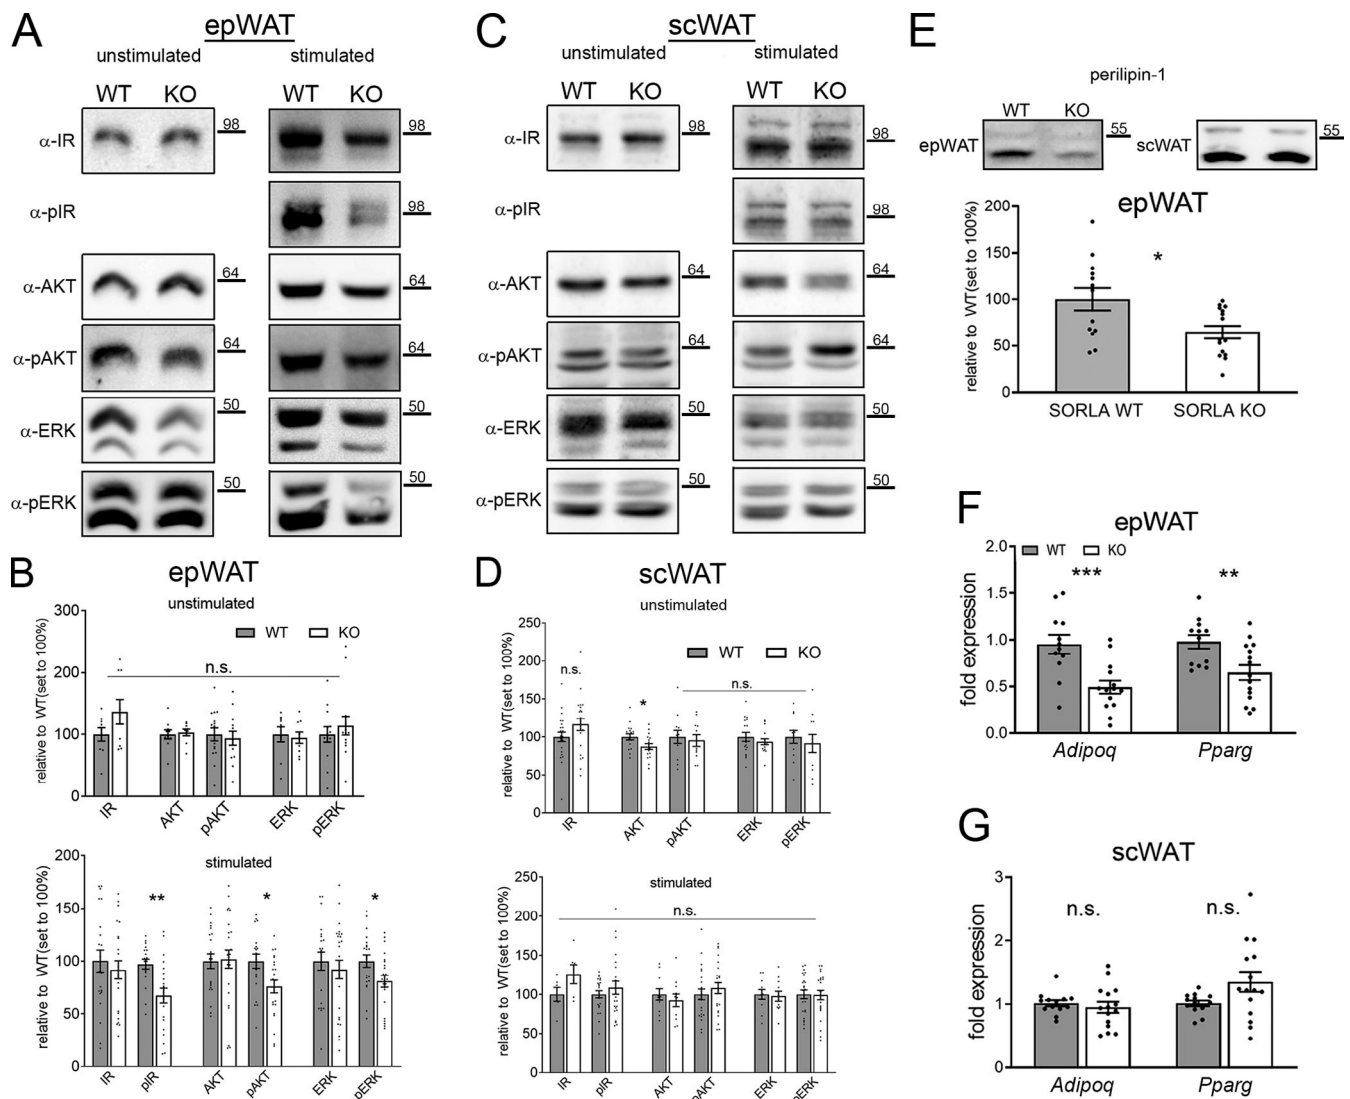 A
epWAT
unstimulated
stimulated
WT
KO
WT
KO
α-IR
98
98
α-pIR
98
α-AKT
64
64
α-pAKT
64
64
α-ERK
50
50
α-pERK
50
50
C
scWAT
unstimulated
stimulated
WT
KO
WT
KO
α-IR
98
98
α-pIR
98
α-AKT
64
64
α-pAKT
64
64
α-ERK
50
50
α-pERK
50
50
E
perilipin-1
WT
KO
epWAT
55
scWAT
55
epWAT
relative to WT(set to 100%)
200
150
100
50
0
*
SORLA WT
SORLA KO
B
epWAT
unstimulated
WT
KO
relative to WT(set to 100%)
300
200
100
0
n.s.
IR
AKT
pAKT
ERK
pERK
stimulated
relative to WT(set to 100%)
200
150
100
50
0
**
*
*
IR
pIR
AKT
pAKT
ERK
pERK
D
scWAT
unstimulated
WT
KO
relative to WT(set to 100%)
250
200
150
100
50
0
n.s.
*
n.s.
IR
AKT
pAKT
ERK
pERK
stimulated
relative to WT(set to 100%)
250
200
150
100
50
0
n.s.
IR
pIR
AKT
pAKT
ERK
pERK
F
epWAT
WT
KO
fold expression
2.0
1.5
1.0
0.5
0.0
***
**
Adipoq
Pparg
G
scWAT
fold expression
3
2
1
0
n.s.
n.s.
Adipoq
Pparg